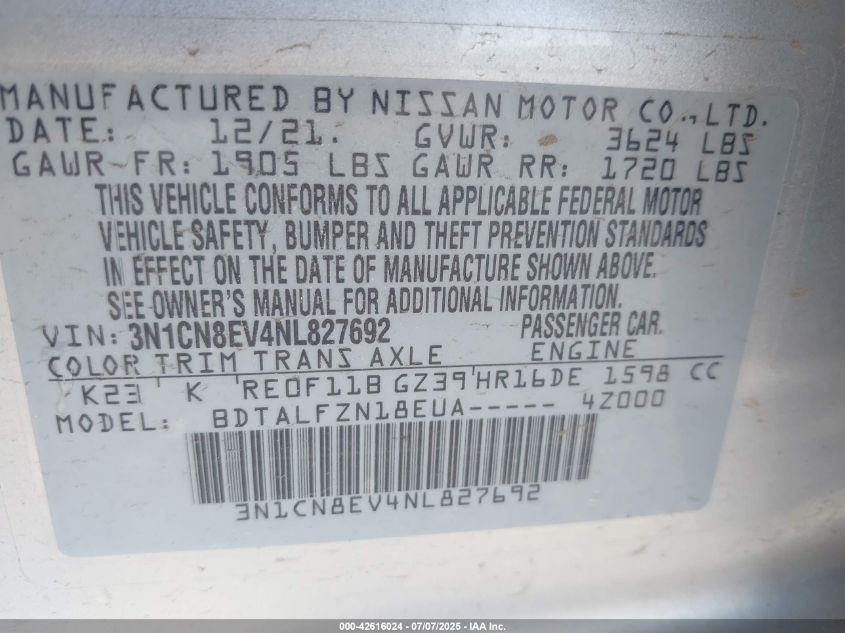 MANUFACTURED BY NISSAN MOTOR CO., LTD.
DATE: 12/21. GVWR: 3624 LBS
GAWR FR: 1905 LBS GAWR RR: 1720 LBS
THIS VEHICLE CONFORMS TO ALL APPLICABLE FEDERAL MOTOR
VEHICLE SAFETY, BUMPER AND THEFT PREVENTION STANDARDS
IN EFFECT ON THE DATE OF MANUFACTURE SHOWN ABOVE.
SEE OWNER'S MANUAL FOR ADDITIONAL INFORMATION.
VIN: 3N1CN8EV4NL827692 PASSENGER CAR.
COLOR TRIM TRANS AXLE ENGINE
K23 K RE0F11B GZ39 HR16DE 1598 CC
MODEL: BDTALFZN18EUA----- 4Z000
3N1CN8EV4NL827692
000-42616024 - 07/07/2025 - IAA Inc.